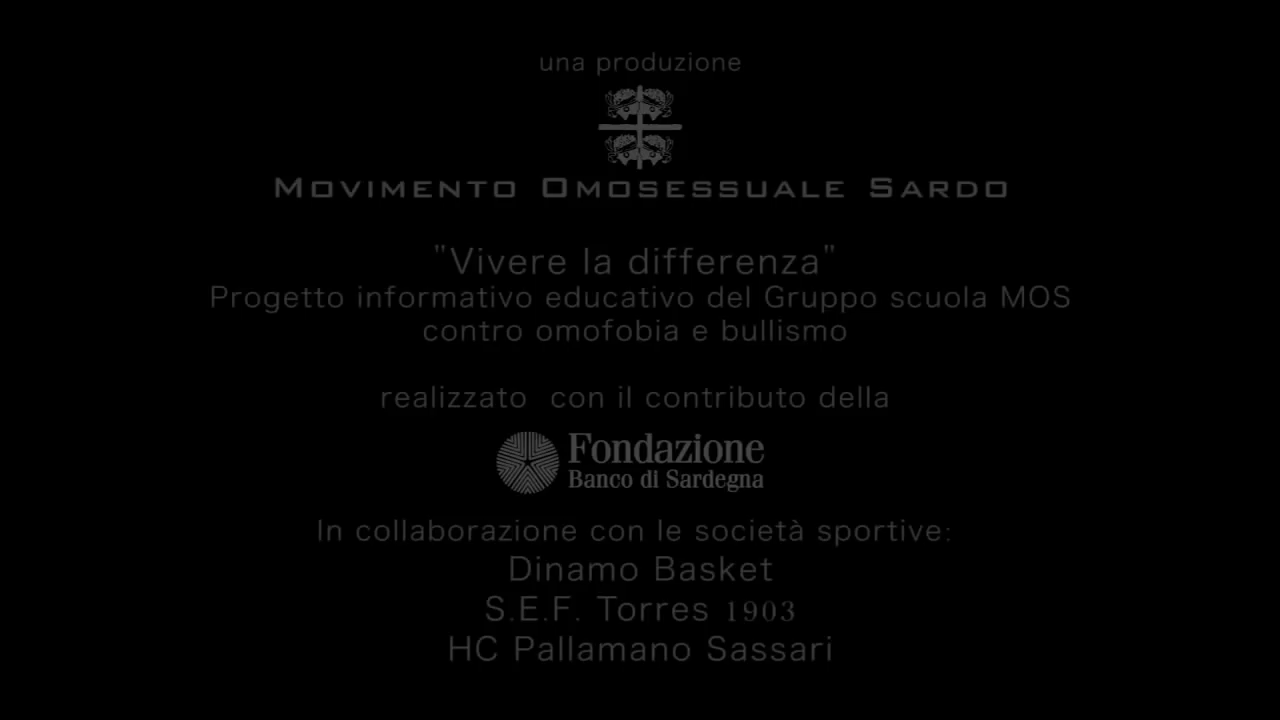 una produzione
Movimento Omosessuale Sardo
"Vivere la differenza"
Progetto informativo educativo del Gruppo scuola MOS
contro omofobia e bullismo
realizzato con il contributo della
Fondazione
Banco di Sardegna
In collaborazione con le società sportive:
Dinamo Basket
S.E.F. Torres 1903
HC Pallamano Sassari